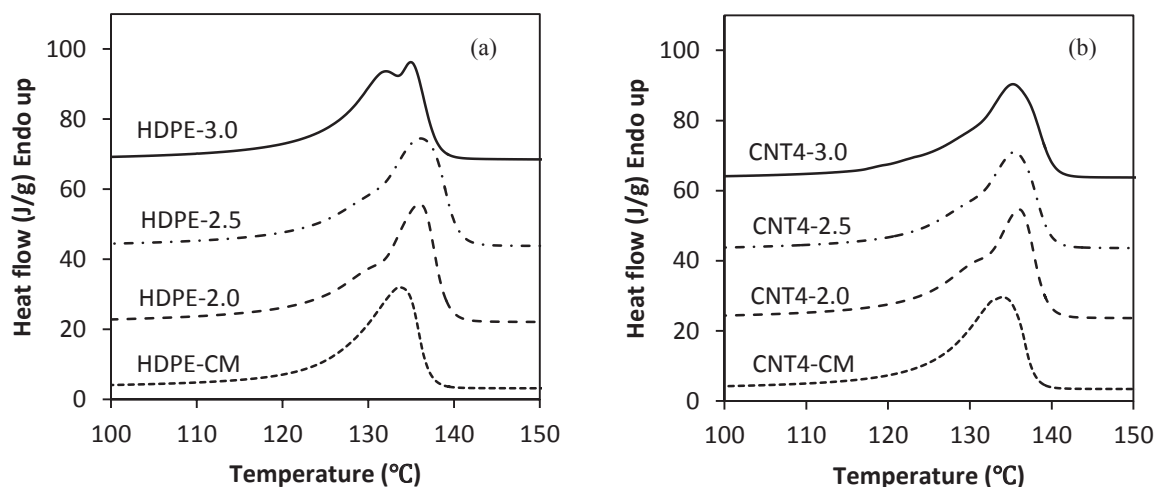 (a)
Heat flow (J/g) Endo up
100
80
60
40
20
0
HDPE-3.0
HDPE-2.5
HDPE-2.0
HDPE-CM
100 110 120 130 140 150
Temperature (℃)
(b)
Heat flow (J/g) Endo up
100
80
60
40
20
0
CNT4-3.0
CNT4-2.5
CNT4-2.0
CNT4-CM
100 110 120 130 140 150
Temperature (℃)